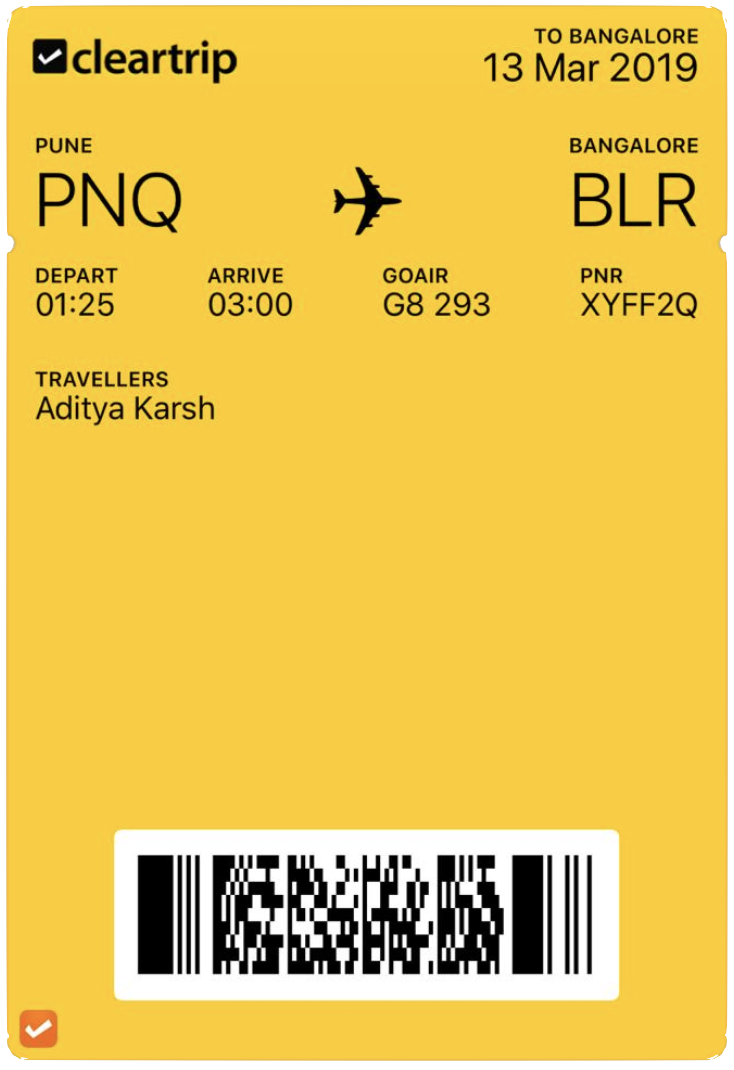 cleartrip
TO BANGALORE
13 Mar 2019
PUNE
BANGALORE
PNQ
BLR
DEPART
ARRIVE
GOAIR
PNR
01:25
03:00
G8 293
XYFF2Q
TRAVELLERS
Aditya Karsh